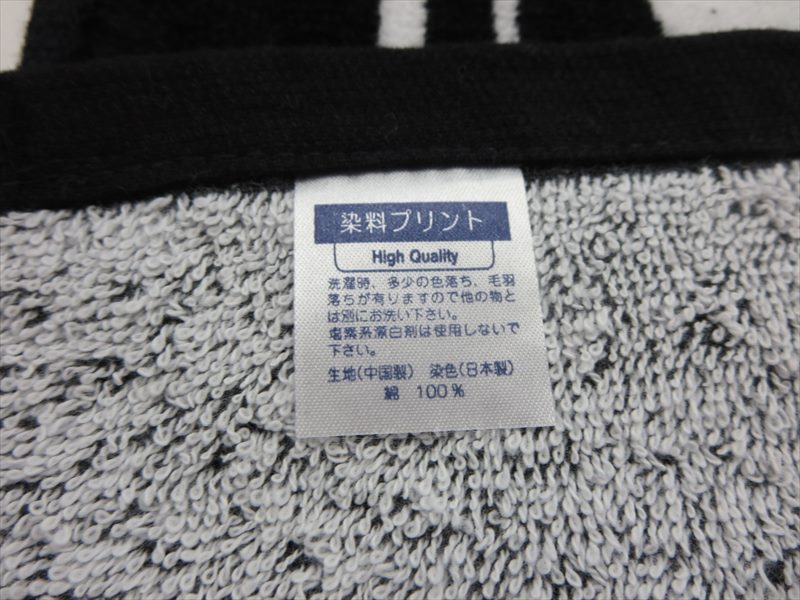 染料プリント
High Quality
洗濯時、多少の色落ち、毛羽
落ちが有りますので他の物と
は別にお洗い下さい。
塩素系漂白剤は使用しないで
下さい。
生地(中国製) 染色(日本製)
綿 100%